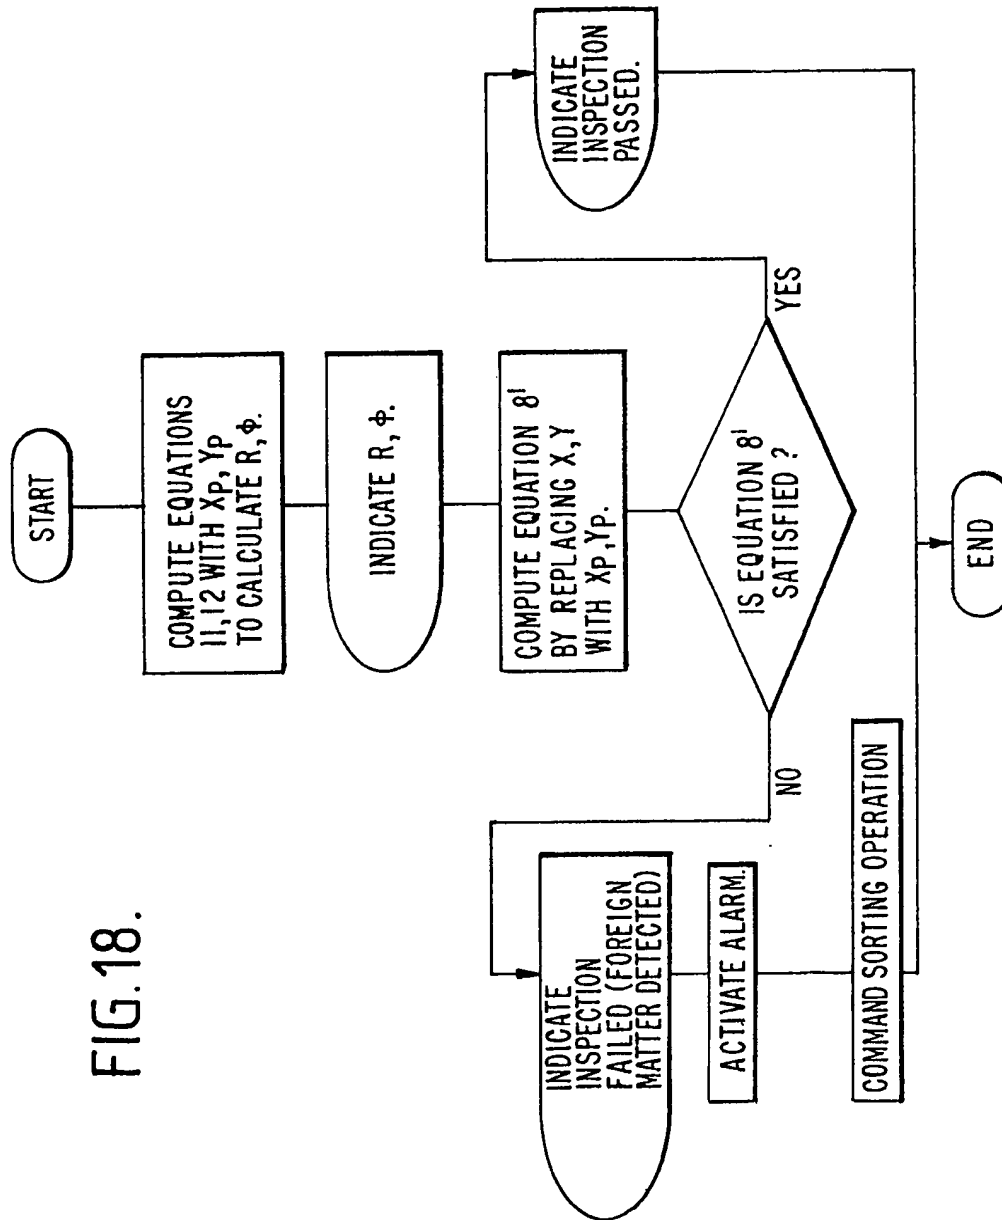 FIG.18.
START
COMPUTE EQUATIONS
11,12 WITH XP, YP
TO CALCULATE R, ϕ.
INDICATE R, ϕ.
COMPUTE EQUATION 8'
BY REPLACING X,Y
WITH XP,YP.
IS EQUATION 8'
SATISFIED ?
NO
YES
INDICATE
INSPECTION
FAILED (FOREIGN
MATTER DETECTED)
ACTIVATE ALARM.
COMMAND SORTING OPERATION
INDICATE
INSPECTION
PASSED.
END